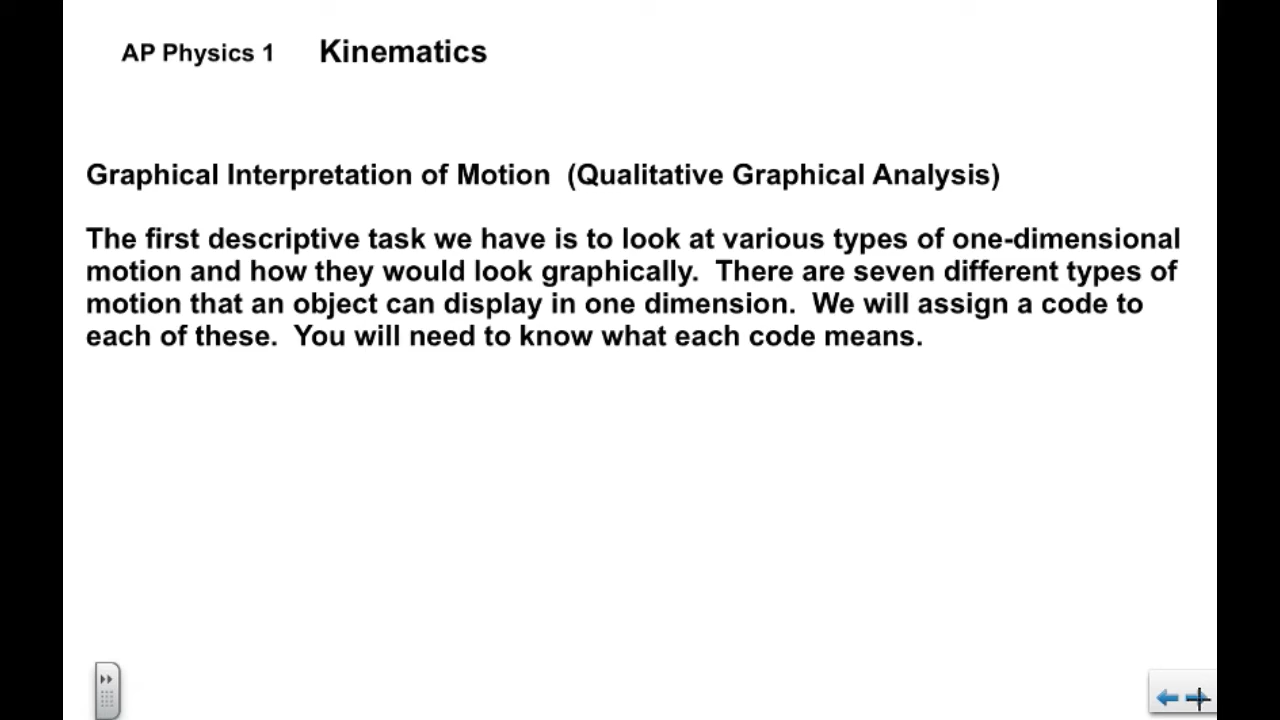 AP Physics 1 Kinematics
Graphical Interpretation of Motion (Qualitative Graphical Analysis)
The first descriptive task we have is to look at various types of one-dimensional
motion and how they would look graphically. There are seven different types of
motion that an object can display in one dimension. We will assign a code to
each of these. You will need to know what each code means.